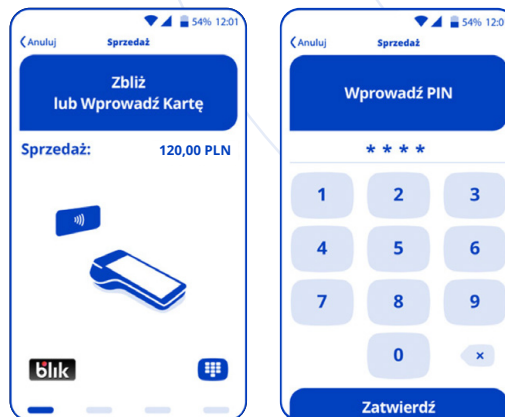 54% 12:01
Anuluj
Sprzedaż
Zbliż
lub Wprowadź Kartę
Sprzedaż: 120,00 PLN
blik
54% 12:01
Anuluj
Sprzedaż
Wprowadź PIN
* * * *
1 2 3
4 5 6
7 8 9
0 ×
Zatwierdź